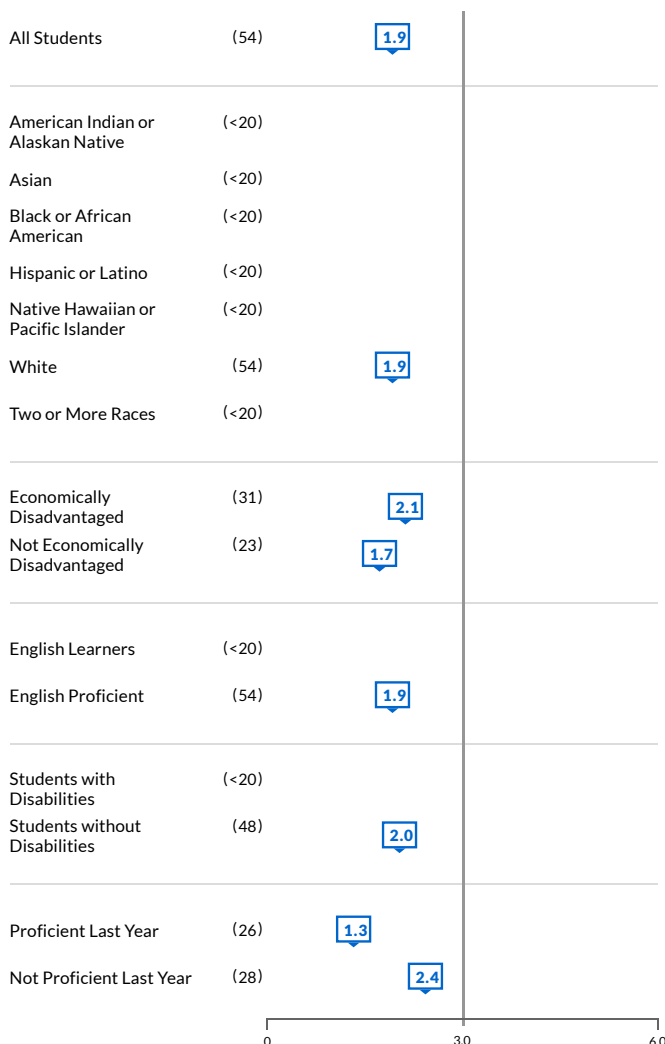 All Students (54) 1.9
American Indian or (<20)
Alaskan Native
Asian (<20)
Black or African (<20)
American
Hispanic or Latino (<20)
Native Hawaiian or (<20)
Pacific Islander
White (54) 1.9
Two or More Races (<20)
Economically (31) 2.1
Disadvantaged
Not Economically (23) 1.7
Disadvantaged
English Learners (<20)
English Proficient (54) 1.9
Students with (<20)
Disabilities
Students without (48) 2.0
Disabilities
Proficient Last Year (26) 1.3
Not Proficient Last Year (28) 2.4
0 3.0 6.0